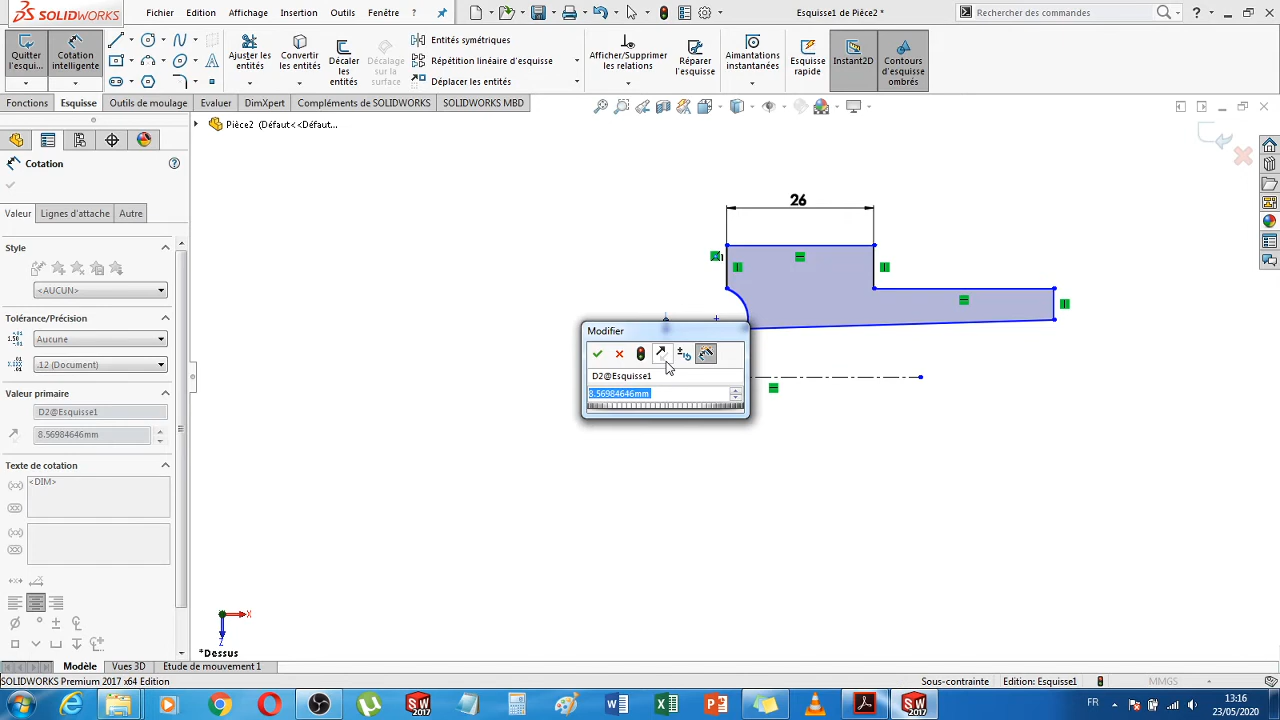 SOLIDWORKS
Fichier Edition Affichage Insertion Outils Fenêtre ?
Esquisse1 de Pièce2 *
Rechercher des commandes
Quitter l'esqui...
Cotation intelligente
Ajuster les entités
Convertir les entités
Décaler les entités
Décalage sur la surface
Entités symétriques
Répétition linéaire d'esquisse
Déplacer les entités
Afficher/Supprimer les relations
Réparer l'esquisse
Aimantations instantanées
Esquisse rapide
Instant2D
Contours d'esquisse ombrés
Fonctions Esquisse Outils de moulage Evaluer DimXpert Compléments de SOLIDWORKS SOLIDWORKS MBD
Pièce2 (Défaut<<Défaut...
Cotation
Valeur Lignes d'attache Autre
Style
<AUCUN>
Tolérance/Précision
Aucune
.12 (Document)
Valeur primaire
D2@Esquisse1
8.56984646mm
Texte de cotation
<DIM>
26
1
Modifier
D2@Esquisse1
8.56984646mm
X
Z
*Dessus
Modèle Vues 3D Etude de mouvement 1
SOLIDWORKS Premium 2017 x64 Edition
Sous-contrainte Edition: Esquisse1 MMGS
FR
13:16
23/05/2020